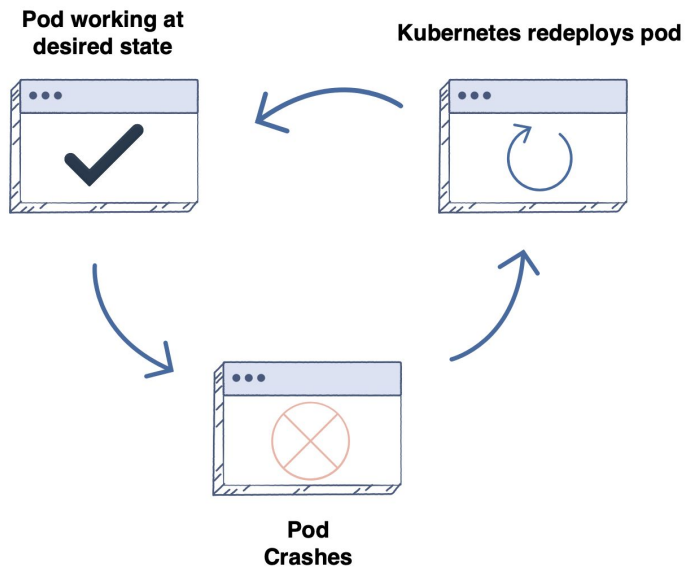 Pod working at
desired state
Kubernetes redeploys pod
Pod
Crashes